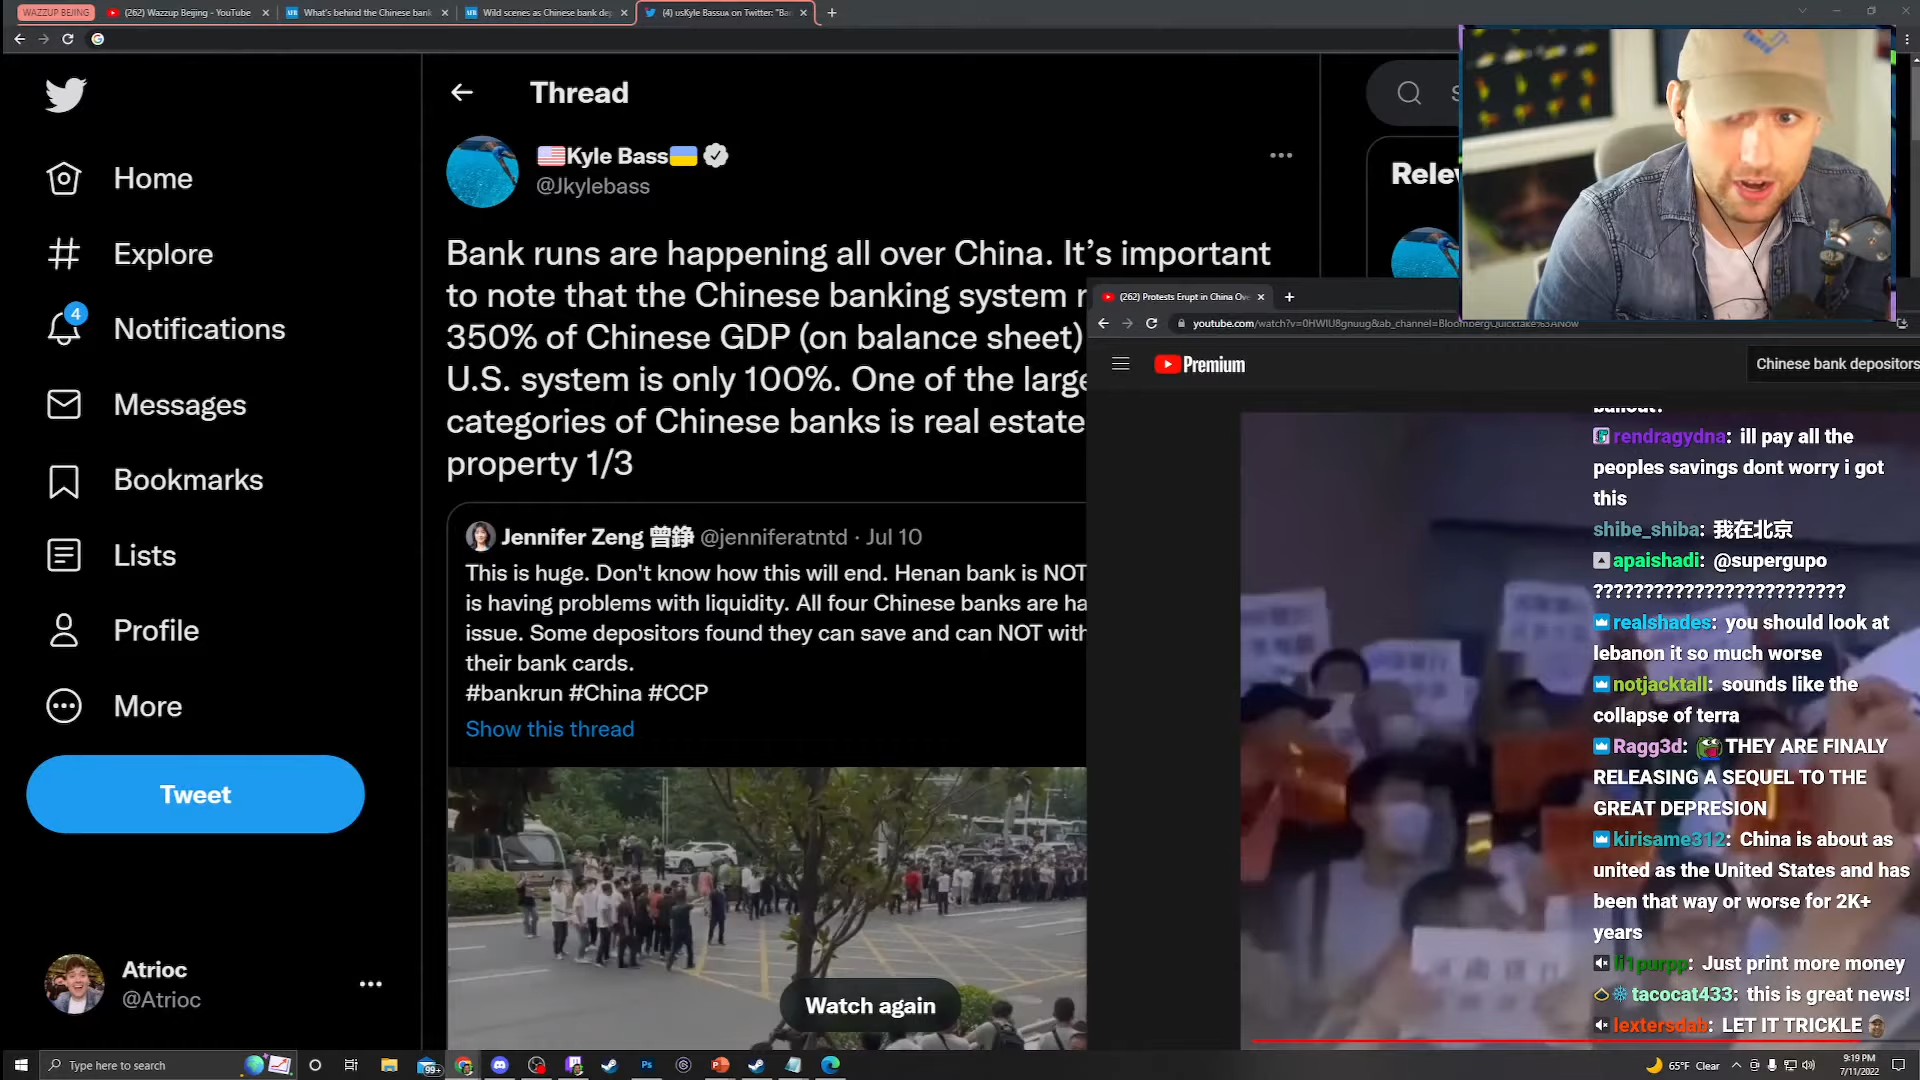 WAZZUP BEIJING
(262) Wazzup Beijing - YouTube
What's behind the Chinese bank
Wild scenes as Chinese bank de
(4) usKyle Bassua on Twitter: "Ba
Thread
Kyle Bass
@Jkylebass
Rele
Home
Explore
4
Notifications
Messages
Bookmarks
Lists
Profile
More
Tweet
Atrioc
@Atrioc
Bank runs are happening all over China. It's important
to note that the Chinese banking system r
350% of Chinese GDP (on balance sheet)
U.S. system is only 100%. One of the large
categories of Chinese banks is real estate
property 1/3
Jennifer Zeng 曾錚 @jenniferatntd · Jul 10
This is huge. Don't know how this will end. Henan bank is NOT
is having problems with liquidity. All four Chinese banks are ha
issue. Some depositors found they can save and can NOT with
their bank cards.
#bankrun #China #CCP
Show this thread
Watch again
(262) Protests Erupt in China Ove
Premium
Chinese bank depositors
rendragydna: ill pay all the
peoples savings dont worry i got
this
shibe_shiba: 我在北京
apaishadi: @supergupo
????????????????????????
realshades: you should look at
lebanon it so much worse
notjacktall: sounds like the
collapse of terra
Ragg3d: THEY ARE FINALY
RELEASING A SEQUEL TO THE
GREAT DEPRESION
kirisame312: China is about as
united as the United States and has
been that way or worse for 2K+
years
li1purpp: Just print more money
tacocat433: this is great news!
lextersdab: LET IT TRICKLE
Type here to search
99+
65°F Clear
9:19 PM
7/11/2022